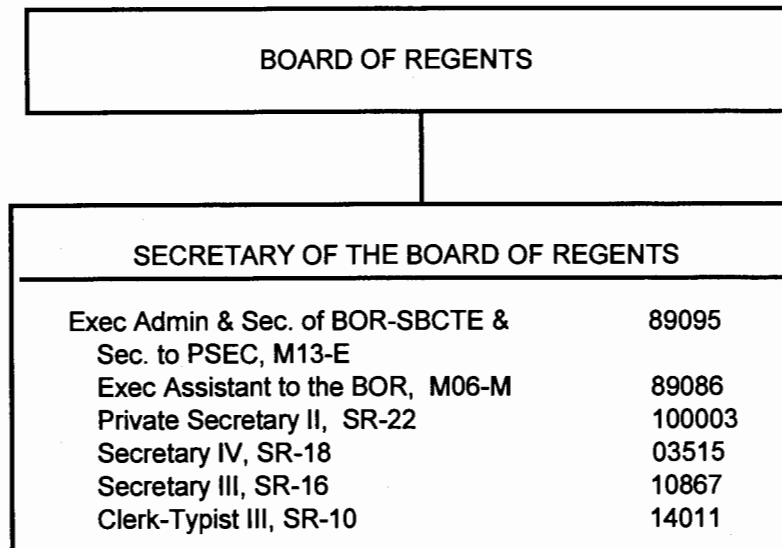 BOARD OF REGENTS
SECRETARY OF THE BOARD OF REGENTS
Exec Admin & Sec. of BOR-SBCTE & 89095
Sec. to PSEC, M13-E
Exec Assistant to the BOR, M06-M 89086
Private Secretary II, SR-22 100003
Secretary IV, SR-18 03515
Secretary III, SR-16 10867
Clerk-Typist III, SR-10 14011